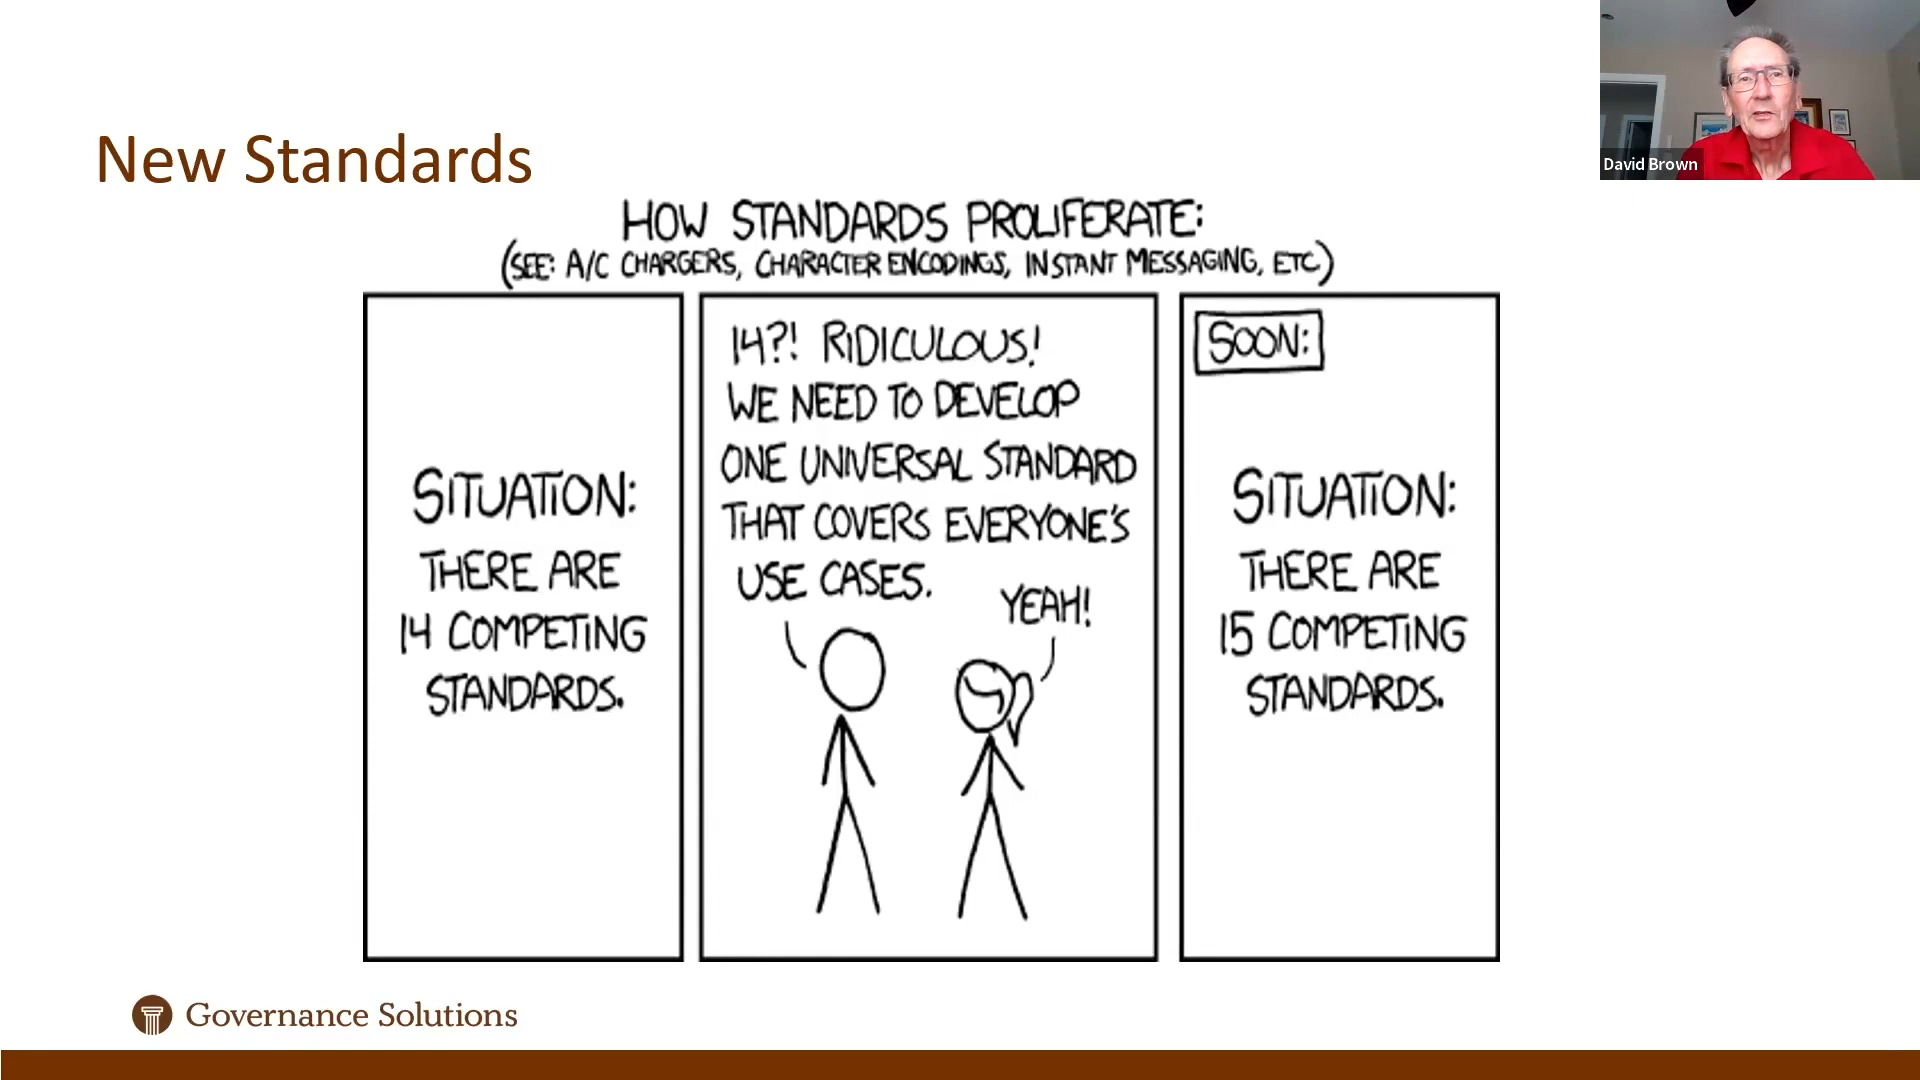 David Brown
New Standards
HOW STANDARDS PROLIFERATE:
(SEE: A/C CHARGERS, CHARACTER ENCODINGS, INSTANT MESSAGING, ETC.)
SITUATION:
THERE ARE
14 COMPETING
STANDARDS.
14?! RIDICULOUS!
WE NEED TO DEVELOP
ONE UNIVERSAL STANDARD
THAT COVERS EVERYONE'S
USE CASES.
YEAH!
SOON:
SITUATION:
THERE ARE
15 COMPETING
STANDARDS.
Governance Solutions